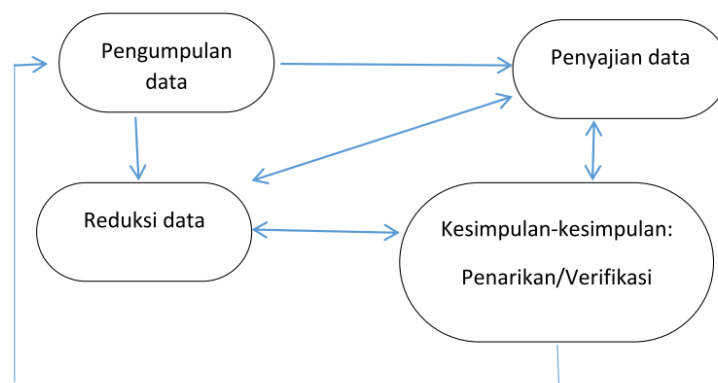 Pengumpulan
data
Penyajian data
Reduksi data
Kesimpulan-kesimpulan:
Penarikan/Verifikasi